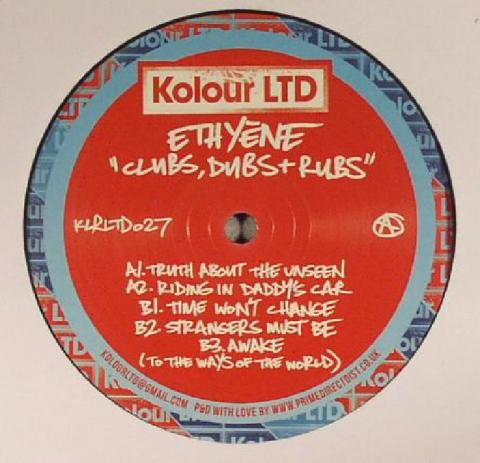 Kolour LTD
ETHYÈNE
"CLUBS, DUBS + RUBS"
KLRLTD027
A1. TRUTH ABOUT THE UNSEEN
A2. RIDING IN DADDY'S CAR
B1. TIME WON'T CHANGE
B2. STRANGERS MUST BE
B3. AWAKE
(TO THE WAYS OF THE WORLD)
KOLOURLTD@GMAIL.COM P&D WITH LOVE BY WWW.PRIMEDIRECTDIST.CO.UK